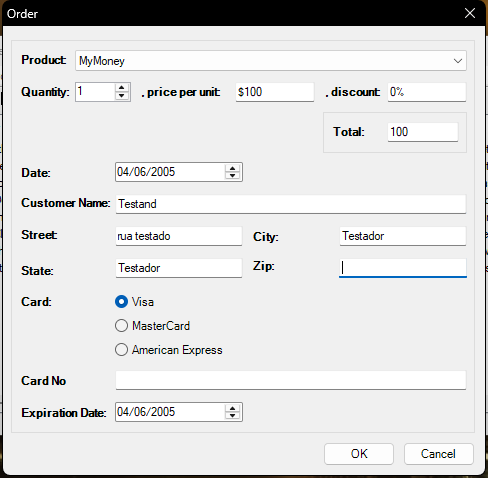 Order
Product: MyMoney
Quantity: 1 , price per unit: $100 , discount: 0%
Total: 100
Date: 04/06/2005
Customer Name: Testand
Street: rua testado City: Testador
State: Testador Zip:
Card: Visa
MasterCard
American Express
Card No
Expiration Date: 04/06/2005
OK Cancel